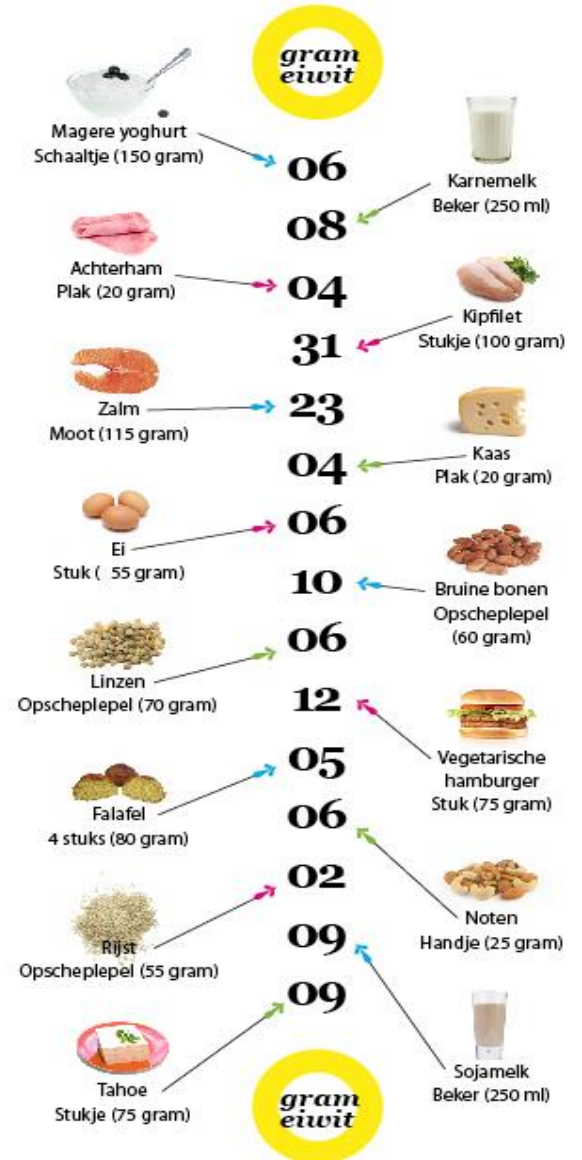 gram
eiwit
Magere yoghurt
Schaaltje (150 gram)
06
Karnemelk
Beker (250 ml)
08
Achterham
Plak (20 gram)
04
Kipfilet
Stukje (100 gram)
31
Zalm
Moot (115 gram)
23
Kaas
Plak (20 gram)
04
Ei
Stuk ( 55 gram)
06
Bruine bonen
Opscheplepel
(60 gram)
10
Linzen
Opscheplepel (70 gram)
06
Vegetarische
hamburger
Stuk (75 gram)
12
Falafel
4 stuks (80 gram)
05
Noten
Handje (25 gram)
06
Rijst
Opscheplepel (55 gram)
02
Sojamelk
Beker (250 ml)
09
Tahoe
Stukje (75 gram)
09
gram
eiwit